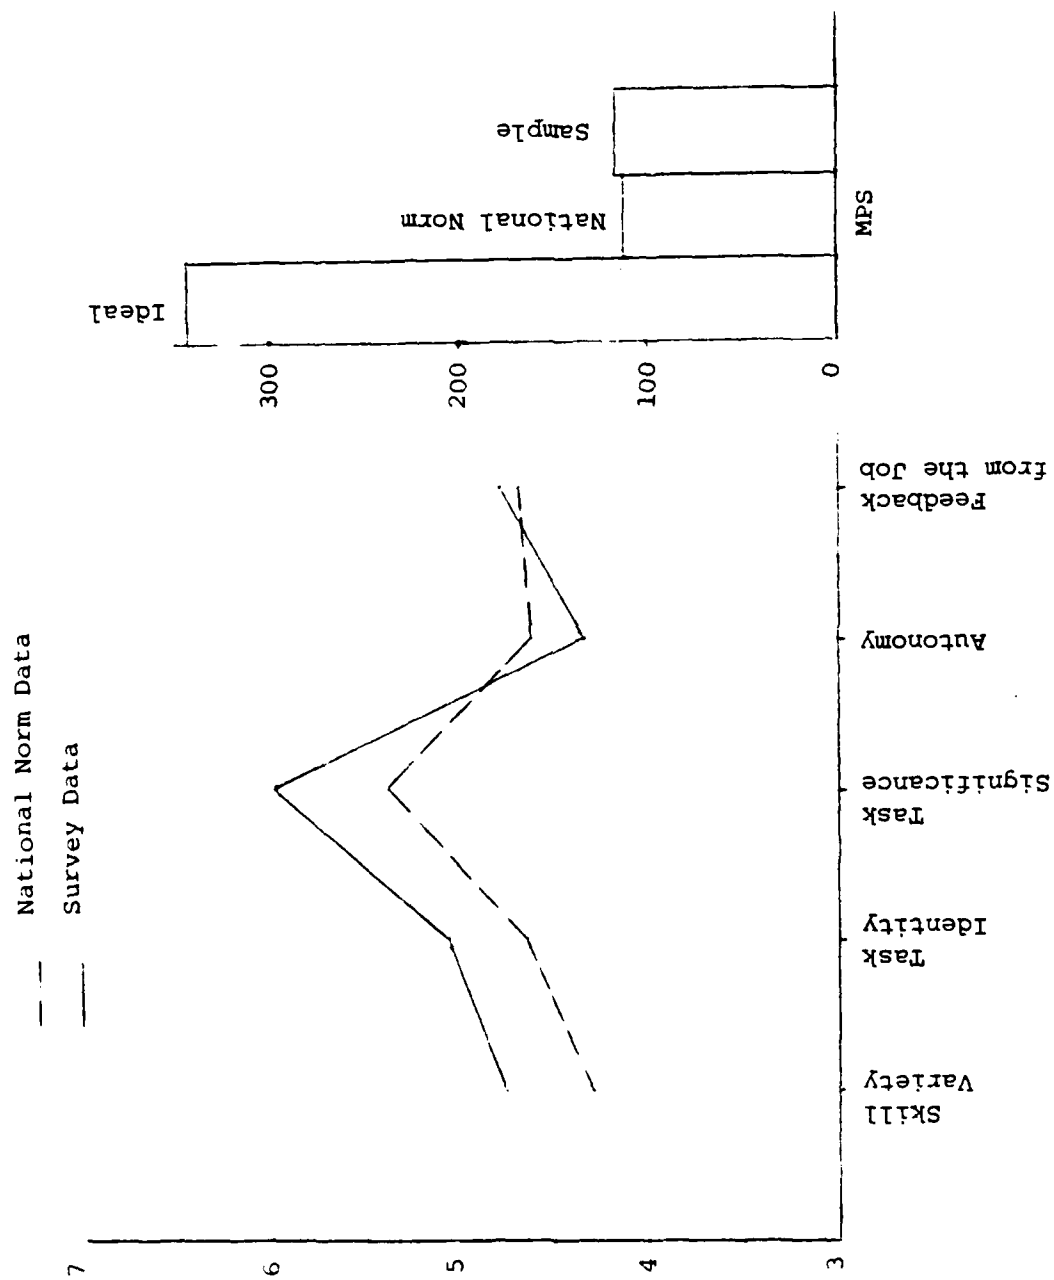 National Norm Data
Survey Data
7
6
5
4
3
Skill
Variety
Task
Identity
Task
Significance
Autonomy
Feedback
from the Job
300
200
100
0
Ideal
National Norm
Sample
MPS